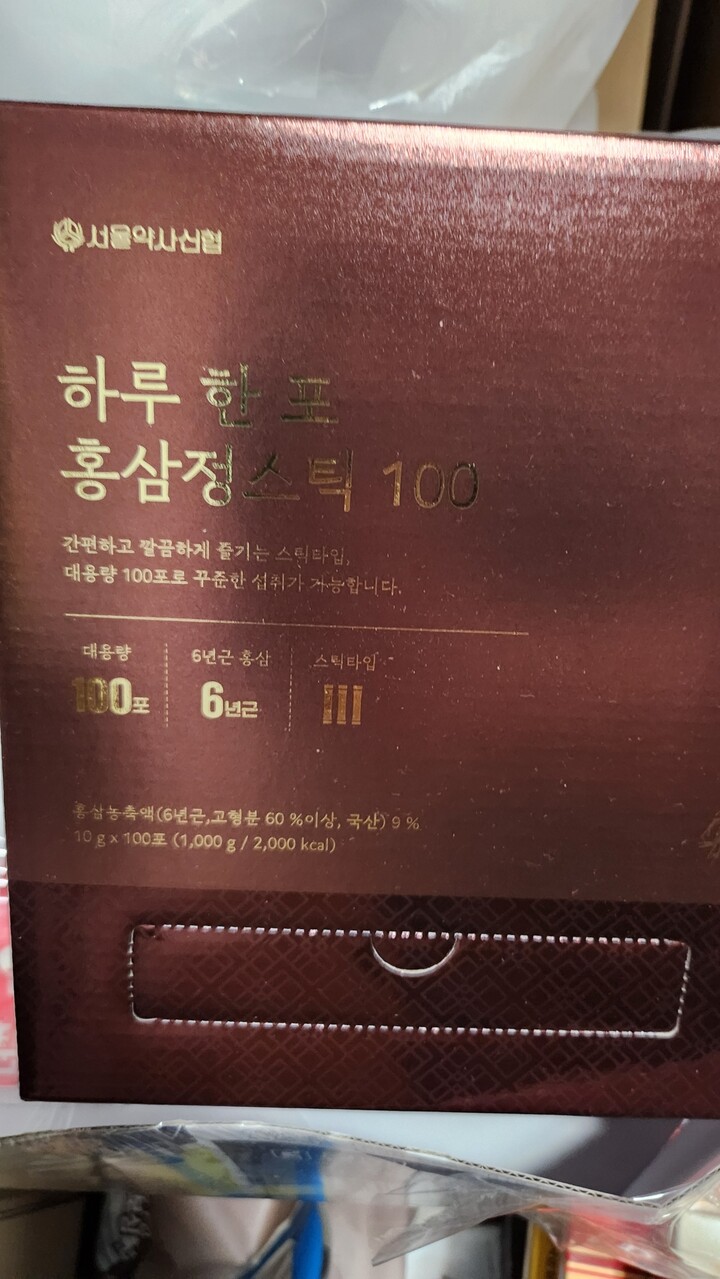 서울약사신협
하루 한 포
홍삼정스틱 100
간편하고 깔끔하게 즐기는 스틱타입,
대용량 100포로 꾸준한 섭취가 가능합니다.
대용량
100포
6년근 홍삼
6년근
스틱타입
홍삼농축액(6년근,고형분 60 %이상, 국산) 9 %
10 g x 100포 (1,000 g / 2,000 kcal)